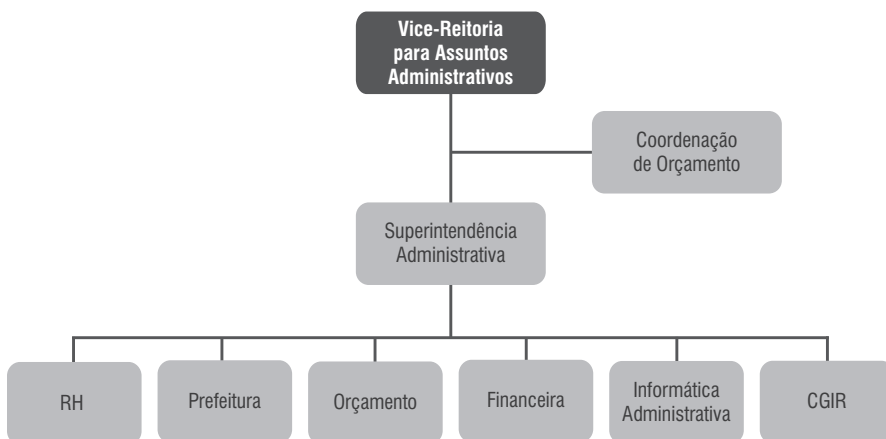 Vice-Reitoria
para Assuntos
Administrativos
Coordenação
de Orçamento
Superintendência
Administrativa
RH
Prefeitura
Orçamento
Financeira
Informática
Administrativa
CGIR